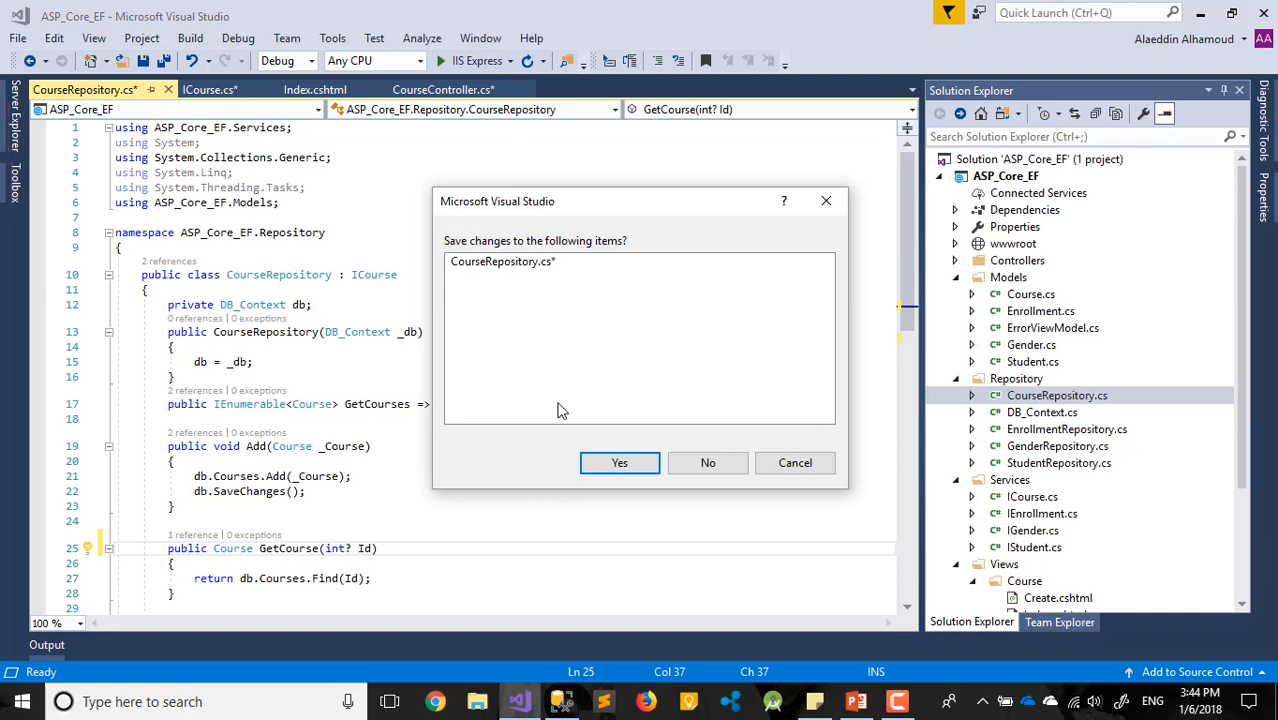 ASP_Core_EF - Microsoft Visual Studio
Quick Launch (Ctrl+Q)
File Edit View Project Build Debug Team Tools Test Analyze Window Help
Alaeddin Alhamoud AA
Debug Any CPU IIS Express
CourseRepository.cs* ICourse.cs* Index.cshtml CourseController.cs*
ASP_Core_EF ASP_Core_EF.Repository.CourseRepository GetCourse(int? Id)
Server Explorer
Toolbox
1 using ASP_Core_EF.Services;
2 using System;
3 using System.Collections.Generic;
4 using System.Linq;
5 using System.Threading.Tasks;
6 using ASP_Core_EF.Models;
7
8 namespace ASP_Core_EF.Repository
9 {
2 references
10 public class CourseRepository : ICourse
11 {
12 private DB_Context db;
0 references | 0 exceptions
13 public CourseRepository(DB_Context _db)
14 {
15 db = _db;
16 }
2 references | 0 exceptions
17 public IEnumerable<Course> GetCourses =>
18
2 references | 0 exceptions
19 public void Add(Course _Course)
20 {
21 db.Courses.Add(_Course);
22 db.SaveChanges();
23 }
24
1 reference | 0 exceptions
25 public Course GetCourse(int? Id)
26 {
27 return db.Courses.Find(Id);
28 }
29
100 %
Microsoft Visual Studio ?
Save changes to the following items?
CourseRepository.cs*
Yes No Cancel
Solution Explorer
Search Solution Explorer (Ctrl+;)
Solution 'ASP_Core_EF' (1 project)
ASP_Core_EF
Connected Services
Dependencies
Properties
wwwroot
Controllers
Models
C# Course.cs
C# Enrollment.cs
C# ErrorViewModel.cs
C# Gender.cs
C# Student.cs
Repository
C# CourseRepository.cs
C# DB_Context.cs
C# EnrollmentRepository.cs
C# GenderRepository.cs
C# StudentRepository.cs
Services
C# ICourse.cs
C# IEnrollment.cs
C# IGender.cs
C# IStudent.cs
Views
Course
Create.cshtml
Solution Explorer Team Explorer
Diagnostic Tools
Properties
Output
Ready Ln 25 Col 37 Ch 37 INS Add to Source Control
Type here to search
ENG
3:44 PM
1/6/2018